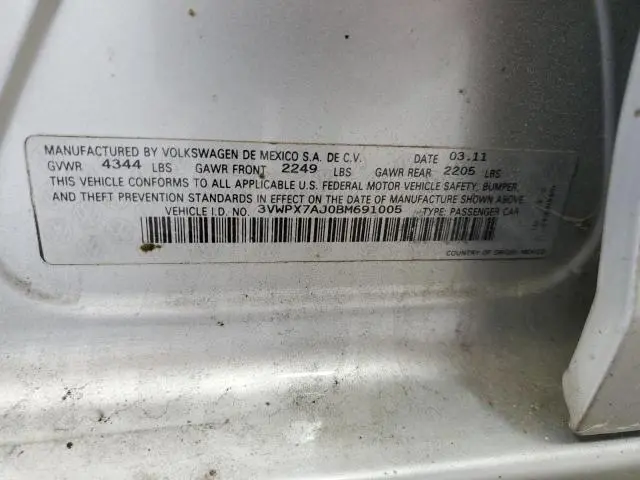 MANUFACTURED BY VOLKSWAGEN DE MEXICO S.A. DE C.V. DATE 03.11
GVWR 4344 LBS GAWR FRONT 2249 LBS GAWR REAR 2205 LBS
THIS VEHICLE CONFORMS TO ALL APPLICABLE U.S. FEDERAL MOTOR VEHICLE SAFETY, BUMPER,
AND THEFT PREVENTION STANDARDS IN EFFECT ON THE DATE OF MANUFACTURE SHOWN ABOVE.
VEHICLE I.D. NO. 3VWPX7AJ0BM691005 TYPE: PASSENGER CAR
COUNTRY OF ORIGIN: MEXICO